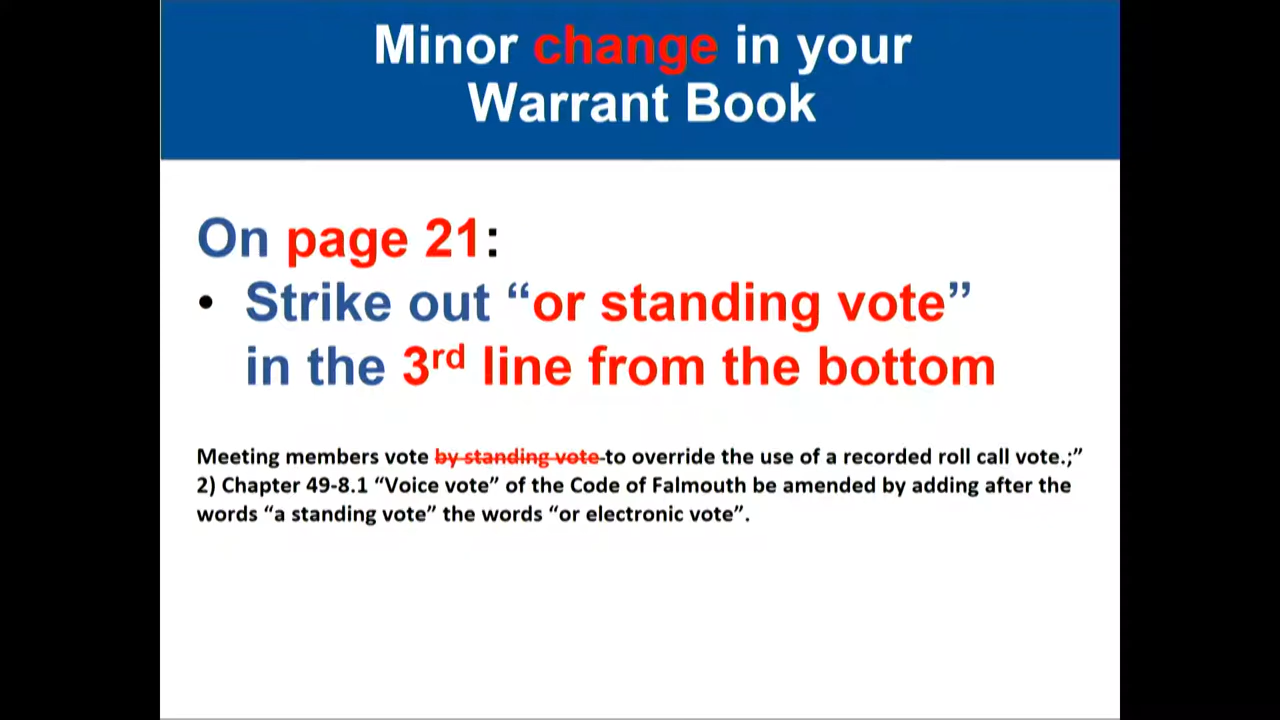 Minor change in your
Warrant Book
On page 21:
• Strike out “or standing vote”
in the 3rd line from the bottom
Meeting members vote by standing vote to override the use of a recorded roll call vote.;”
2) Chapter 49-8.1 “Voice vote” of the Code of Falmouth be amended by adding after the
words “a standing vote” the words “or electronic vote”.